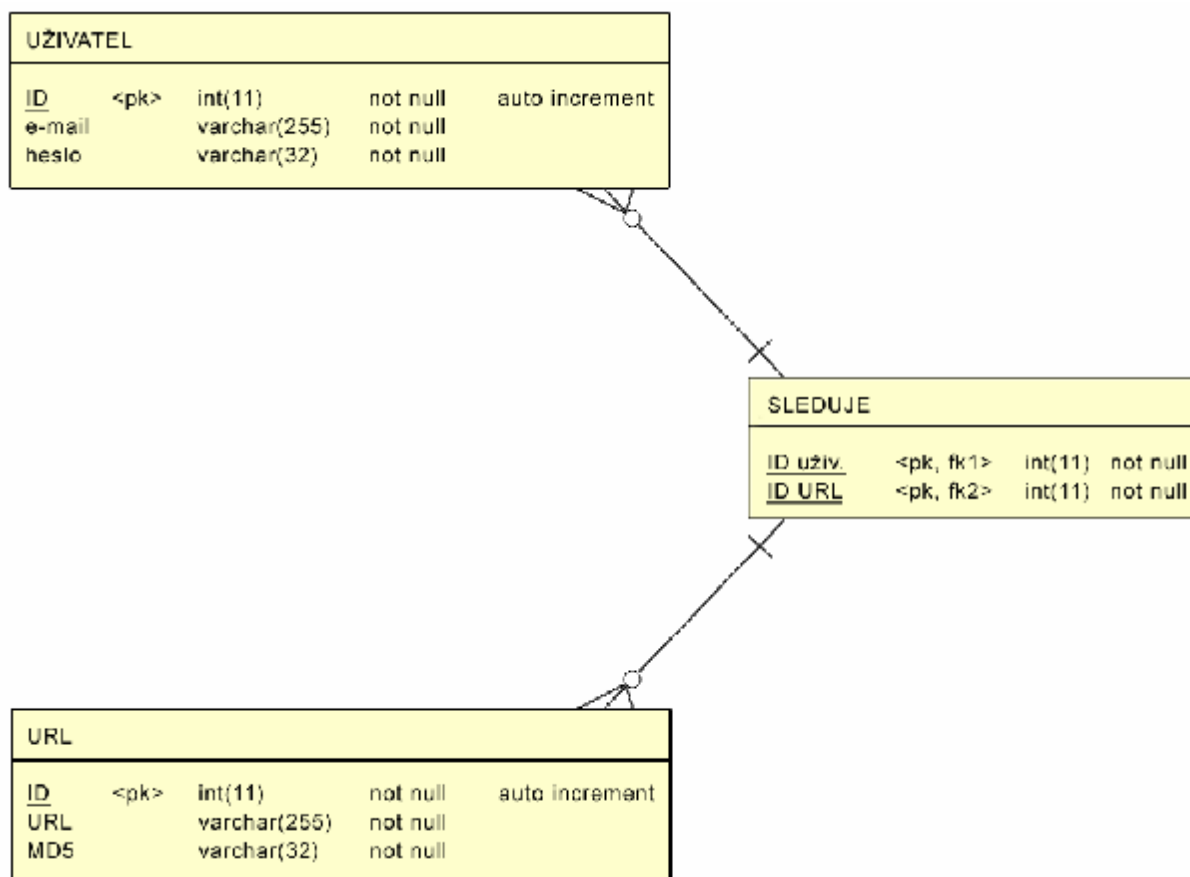 UŽIVATEL
ID <pk> int(11) not null auto increment
e-mail varchar(255) not null
heslo varchar(32) not null
SLEDUJE
ID uživ. <pk, fk1> int(11) not null
ID URL <pk, fk2> int(11) not null
URL
ID <pk> int(11) not null auto increment
URL varchar(255) not null
MD5 varchar(32) not null